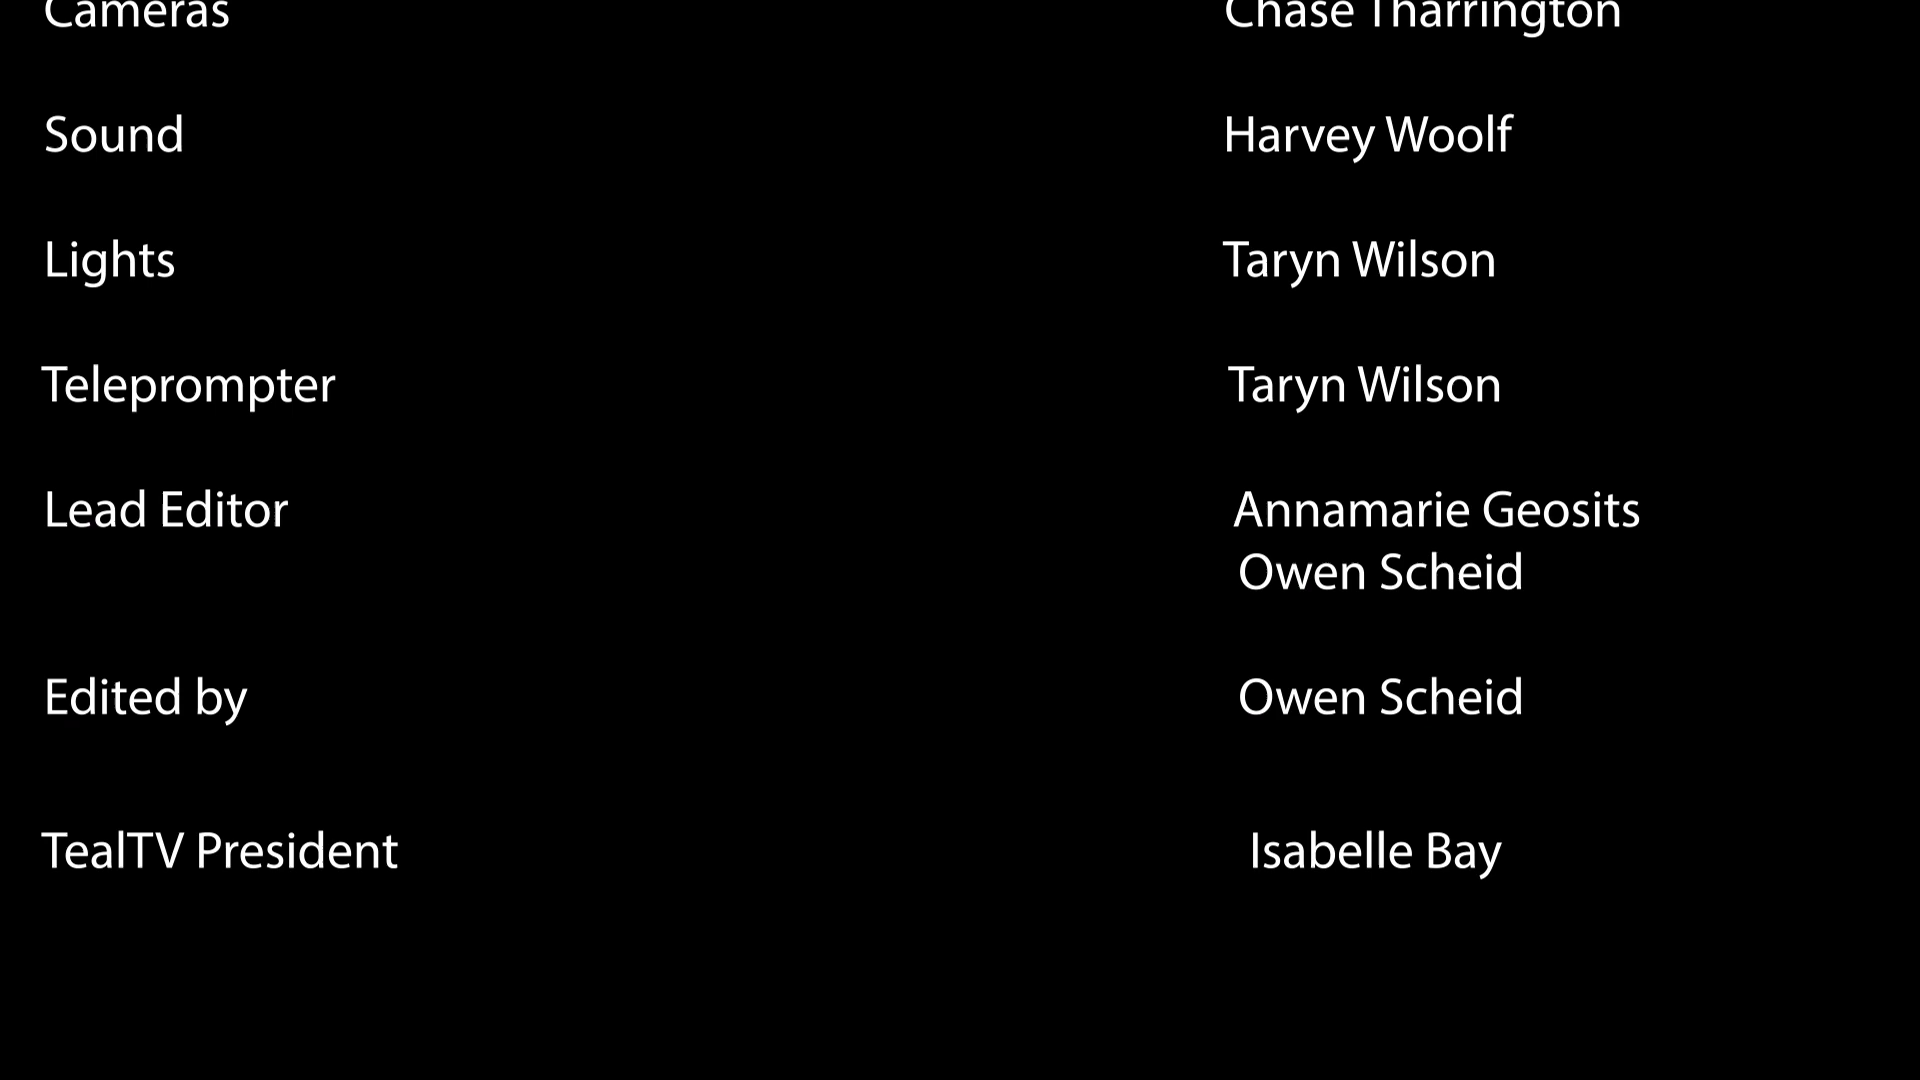 Cameras Chase Tharrington
Sound Harvey Woolf
Lights Taryn Wilson
Teleprompter Taryn Wilson
Lead Editor Annamarie Geosits
Owen Scheid
Edited by Owen Scheid
TealTV President Isabelle Bay